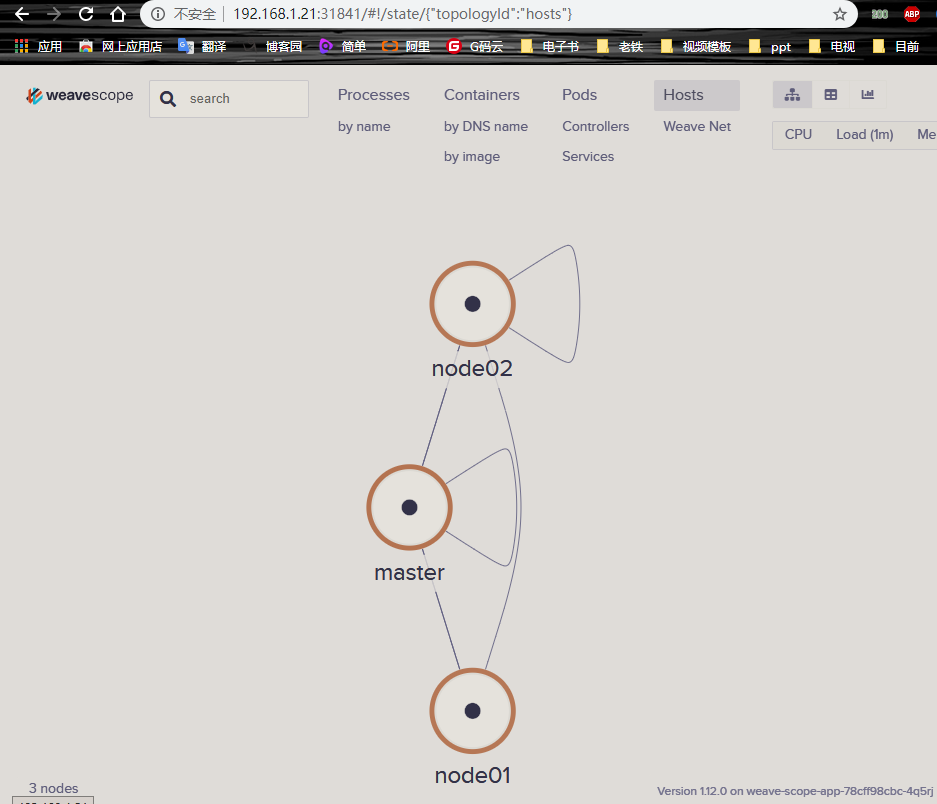 不安全 192.168.1.21:31841/#!/state/{"topologyId":"hosts"} ABP
应用 网上应用店 翻译 博客园 简单 阿里 G码云 电子书 老铁 视频模板 ppt 电视 目前
weavescope search Processes Containers Pods Hosts
by name by DNS name Controllers Weave Net
by image Services
CPU Load (1m) Me
node02
master
node01
3 nodes
Version 1.12.0 on weave-scope-app-78cff98cbc-4q5rj